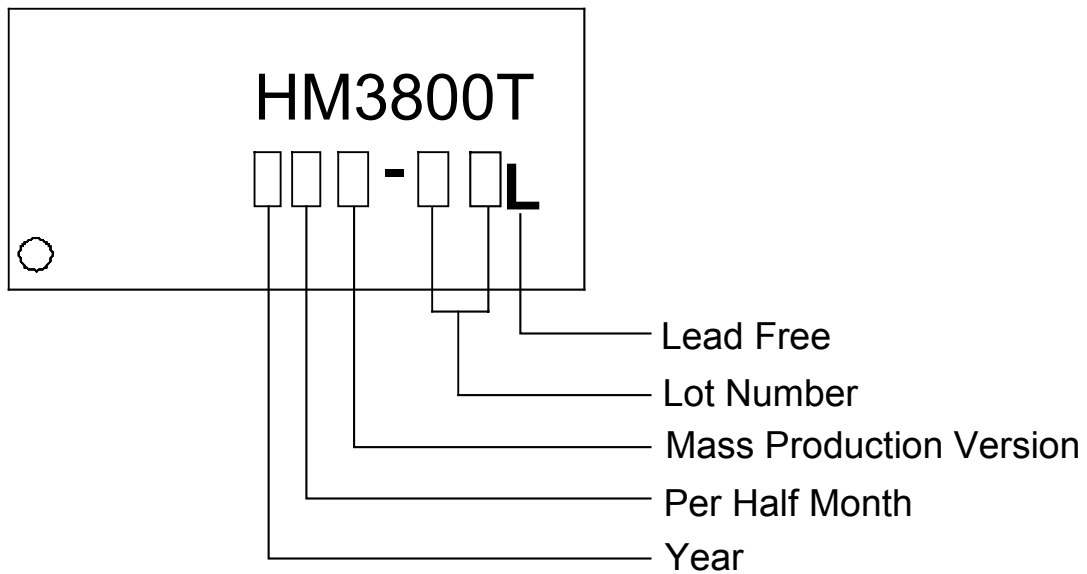 HM3800T
- L
Lead Free
Lot Number
Mass Production Version
Per Half Month
Year